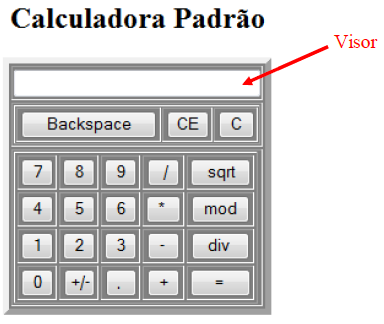 Calculadora Padrão
Visor
Backspace CE C
7 8 9 / sqrt
4 5 6 * mod
1 2 3 - div
0 +/- . + =